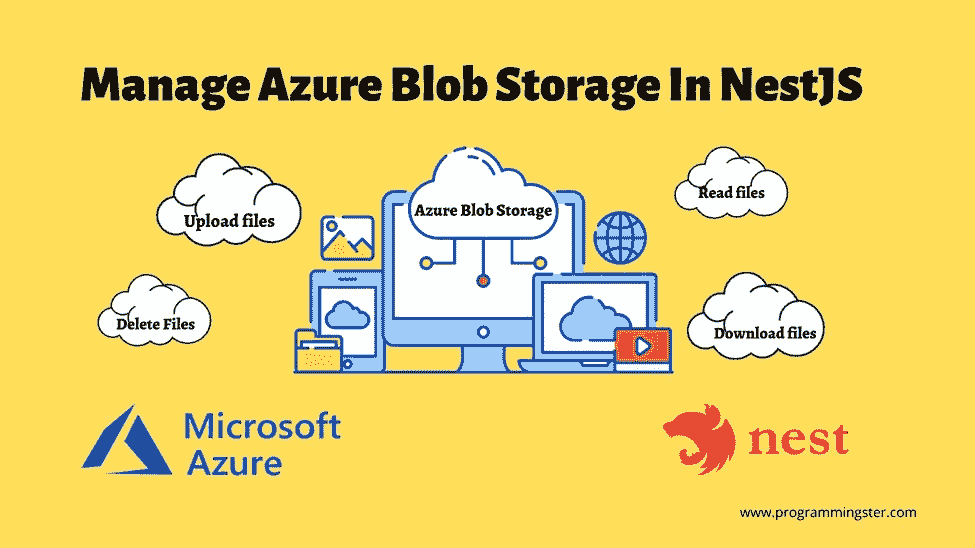 Manage Azure Blob Storage In NestJS
Upload files
Azure Blob Storage
Read files
Delete Files
Download files
Microsoft
Azure
nest
www.programmingster.com